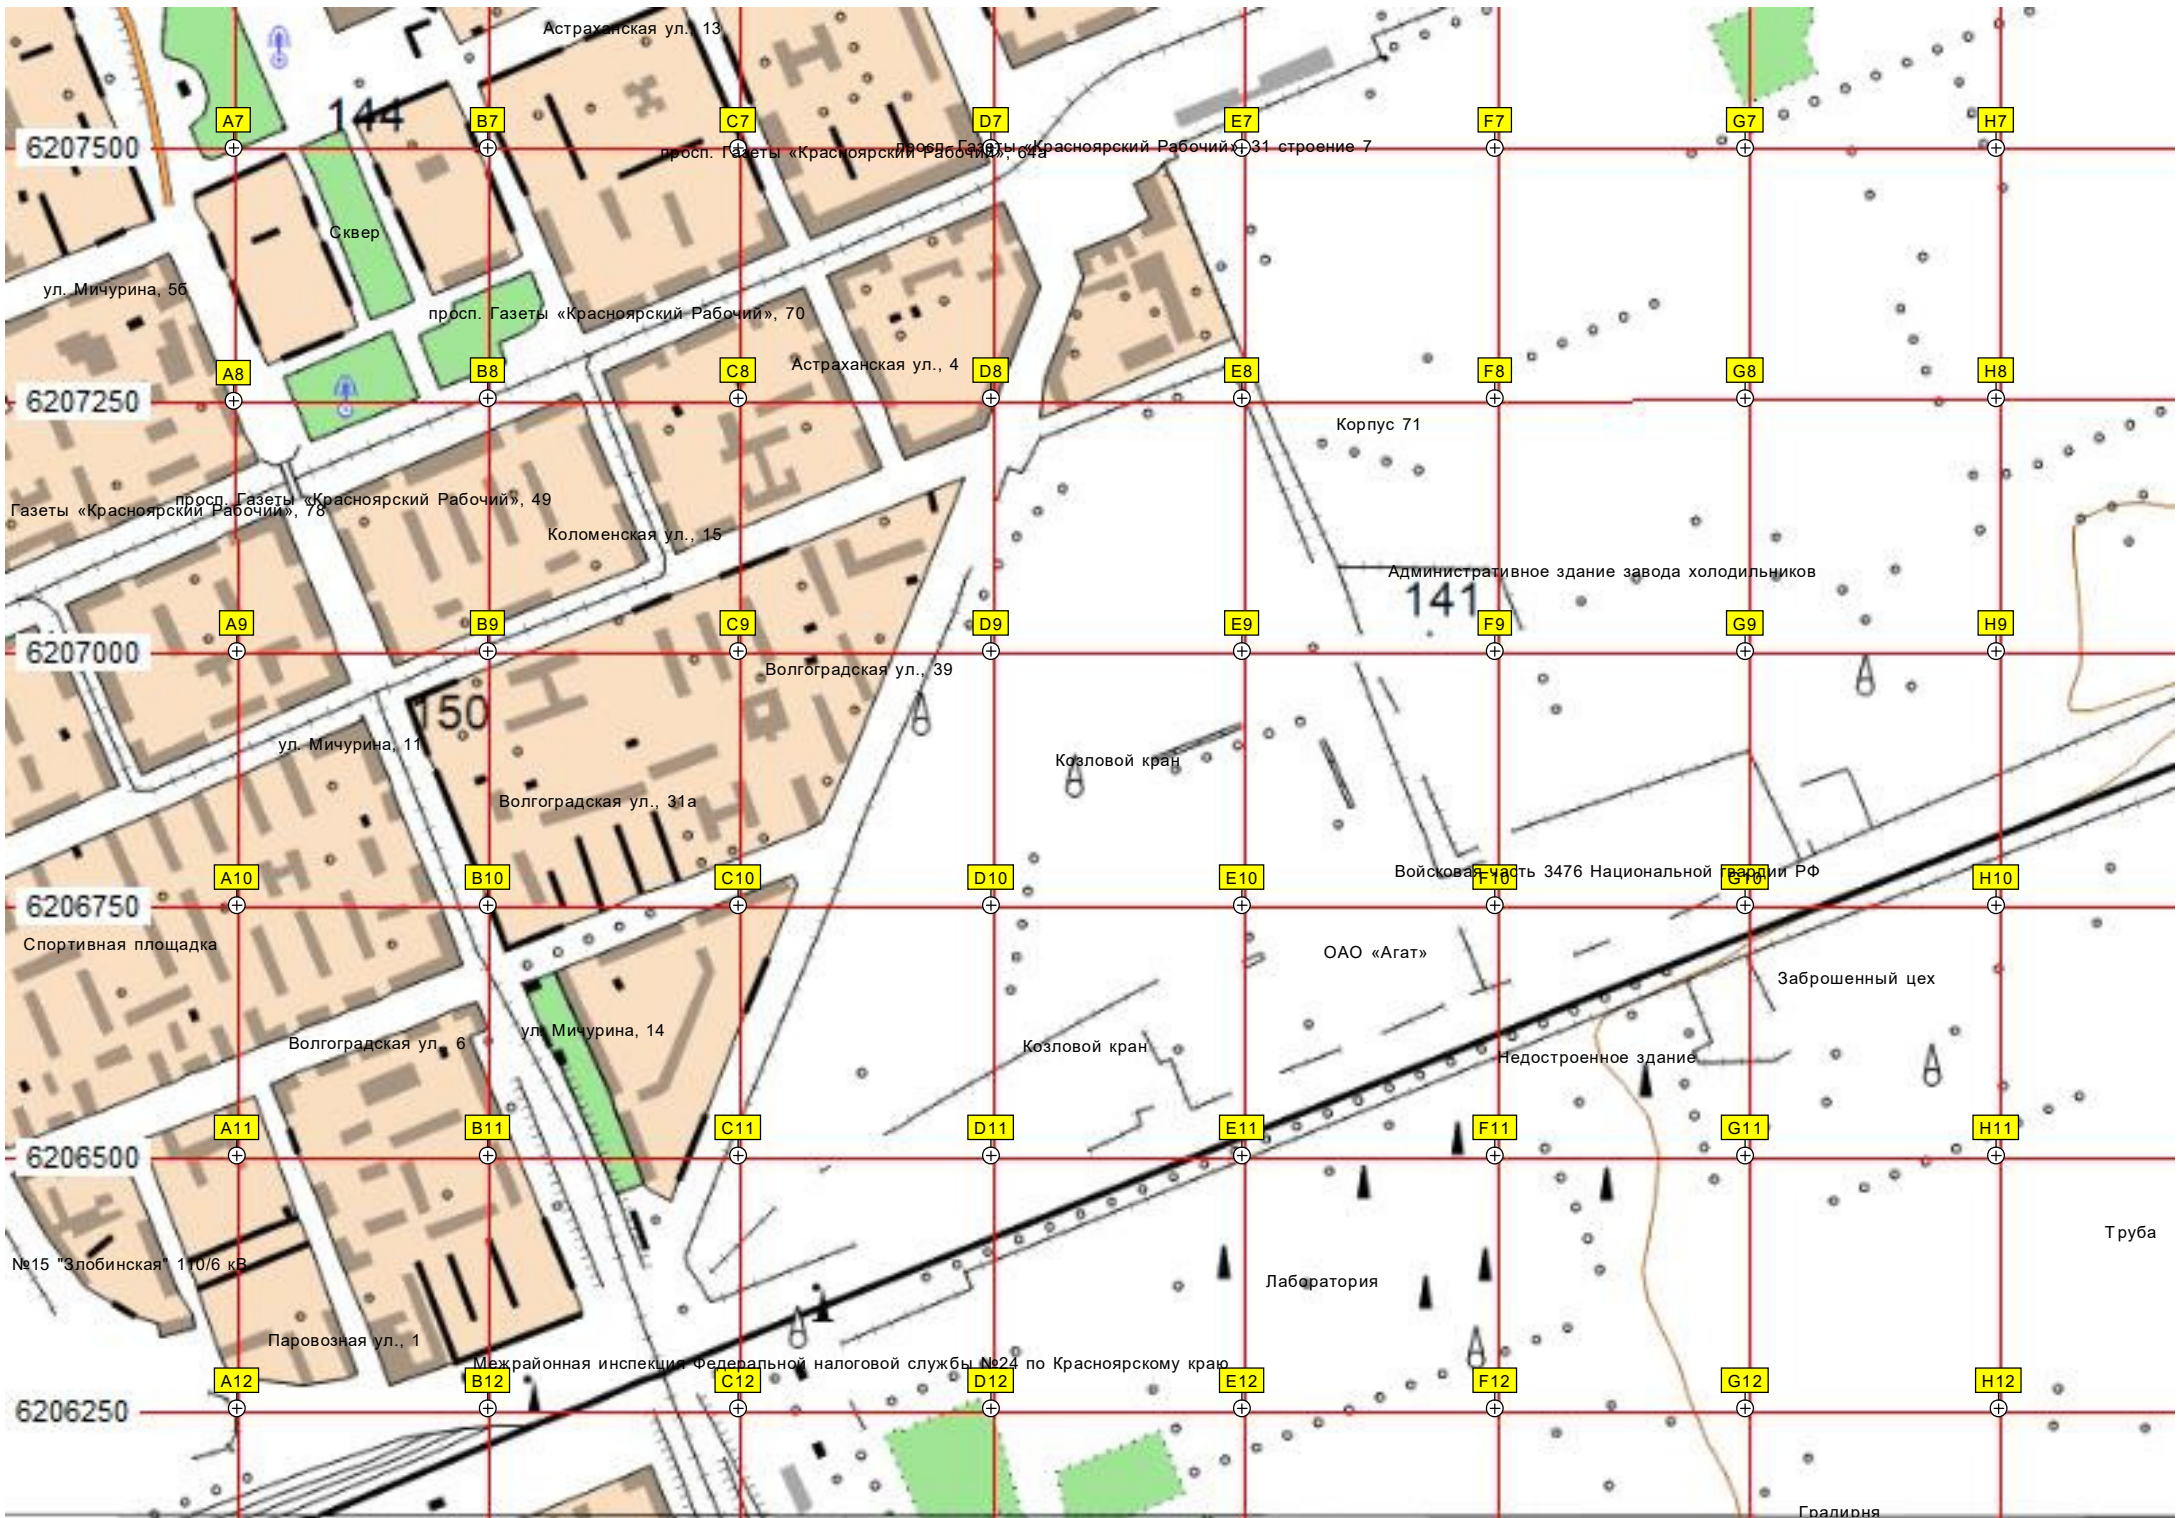 Астраханская ул., 13
144
A7
B7
C7
D7
E7
F7
G7
H7
6207500
просп. Газеты «Красноярский Рабочий», 64а
просп. Газеты «Красноярский Рабочий», 31 строение 7
Сквер
ул. Мичурина, 5б
просп. Газеты «Красноярский Рабочий», 70
Астраханская ул., 4
A8
B8
C8
D8
E8
F8
G8
H8
6207250
Корпус 71
просп. Газеты «Красноярский Рабочий», 49
Газеты «Красноярский Рабочий», 78
Коломенская ул., 15
Административное здание завода холодильников
141
A9
B9
C9
D9
E9
F9
G9
H9
6207000
Волгоградская ул., 39
150
ул. Мичурина, 11
Козловой кран
Волгоградская ул., 31а
Войсковая часть 3476 Национальной гвардии РФ
A10
B10
C10
D10
E10
F10
G10
H10
6206750
Спортивная площадка
ОАО «Агат»
Заброшенный цех
ул. Мичурина, 14
Волгоградская ул., 6
Козловой кран
Недостроенное здание
A11
B11
C11
D11
E11
F11
G11
H11
6206500
Труба
№15 "Злобинская" 110/6 кВ
Лаборатория
Паровозная ул., 1
Межрайонная инспекция Федеральной налоговой службы №24 по Красноярскому краю
A12
B12
C12
D12
E12
F12
G12
H12
6206250
Градирня